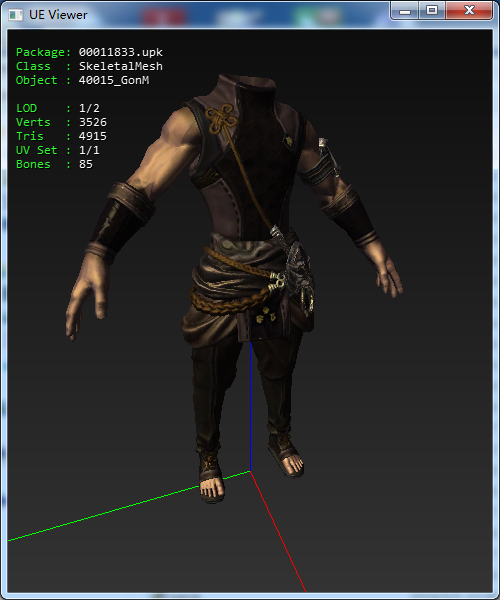 UE Viewer
Package: 00011833.upk
Class : SkeletalMesh
Object : 40015_GonM
LOD : 1/2
Verts : 3526
Tris : 4915
UV Set : 1/1
Bones : 85